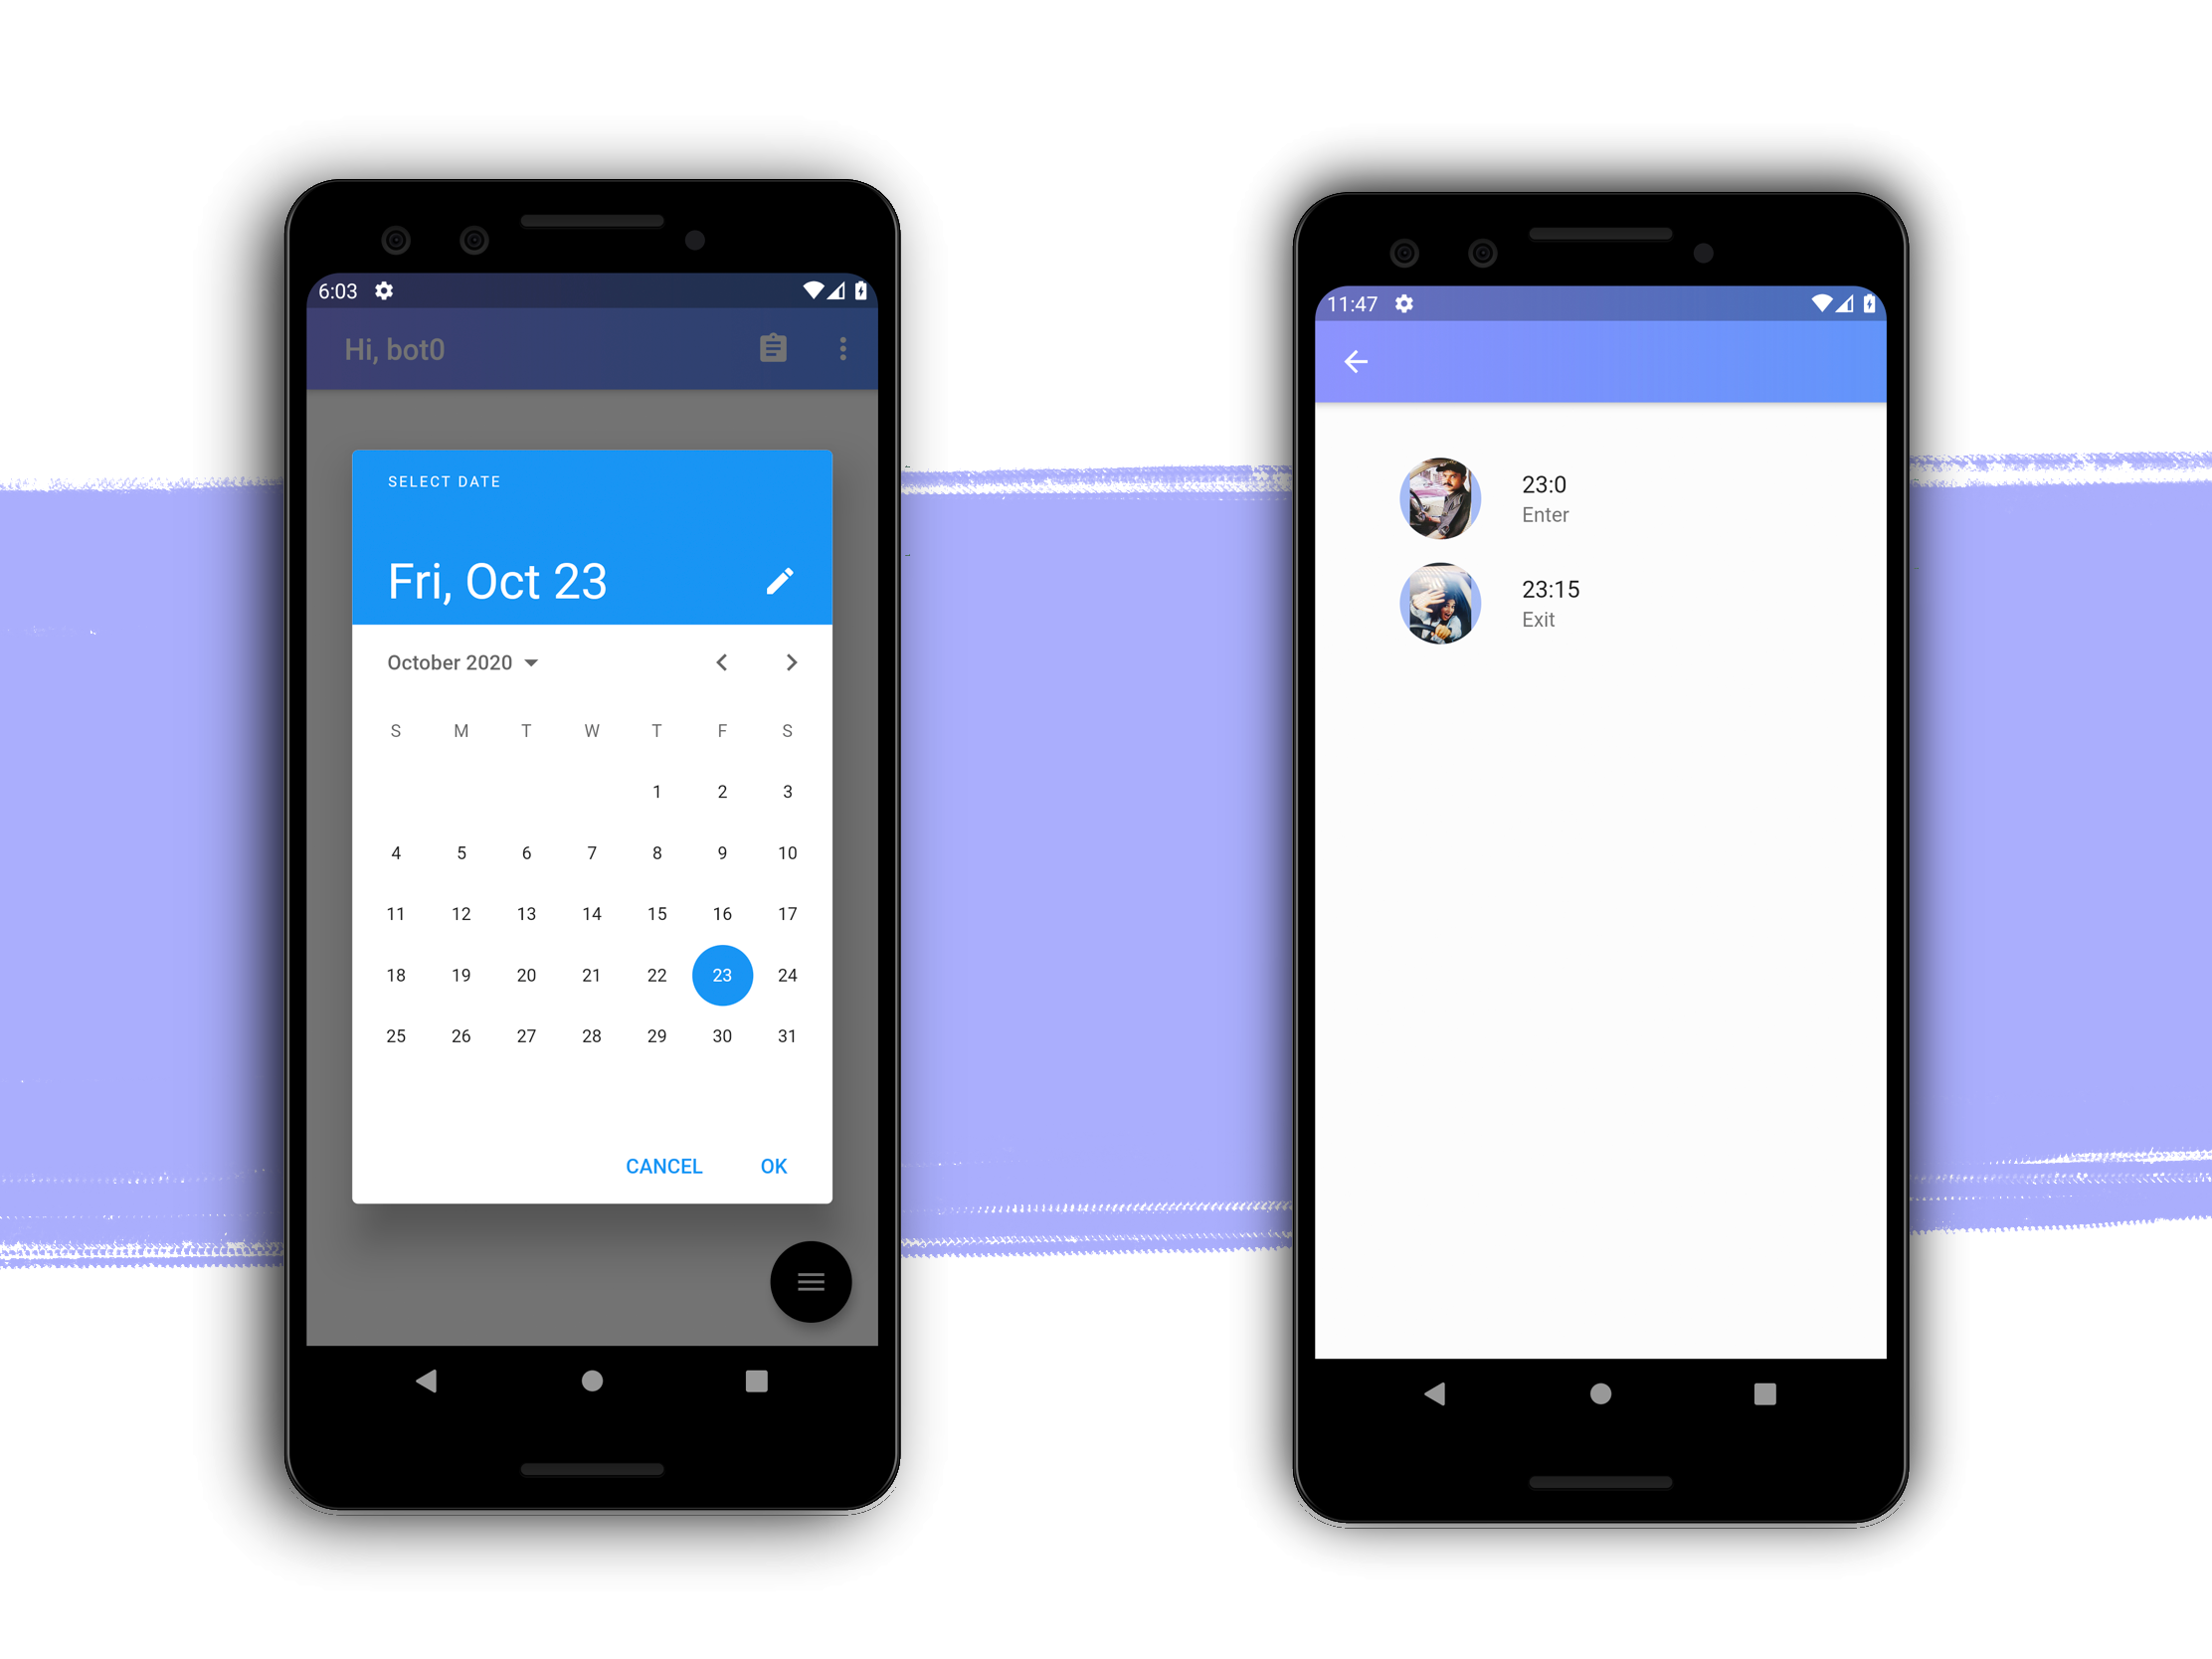 6:03
Hi, bot0
SELECT DATE
Fri, Oct 23
October 2020
S M T W T F S
1 2 3
4 5 6 7 8 9 10
11 12 13 14 15 16 17
18 19 20 21 22 23 24
25 26 27 28 29 30 31
CANCEL OK
11:47
23:0
Enter
23:15
Exit